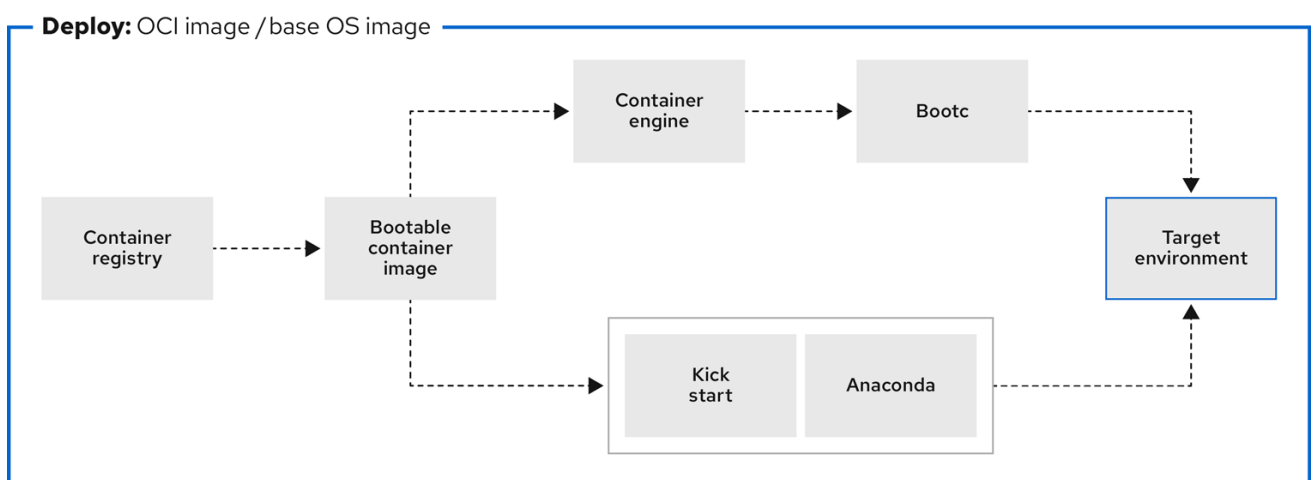 Deploy: OCI image / base OS image
Container
engine
Bootc
Container
registry
Bootable
container
image
Target
environment
Kick
start
Anaconda